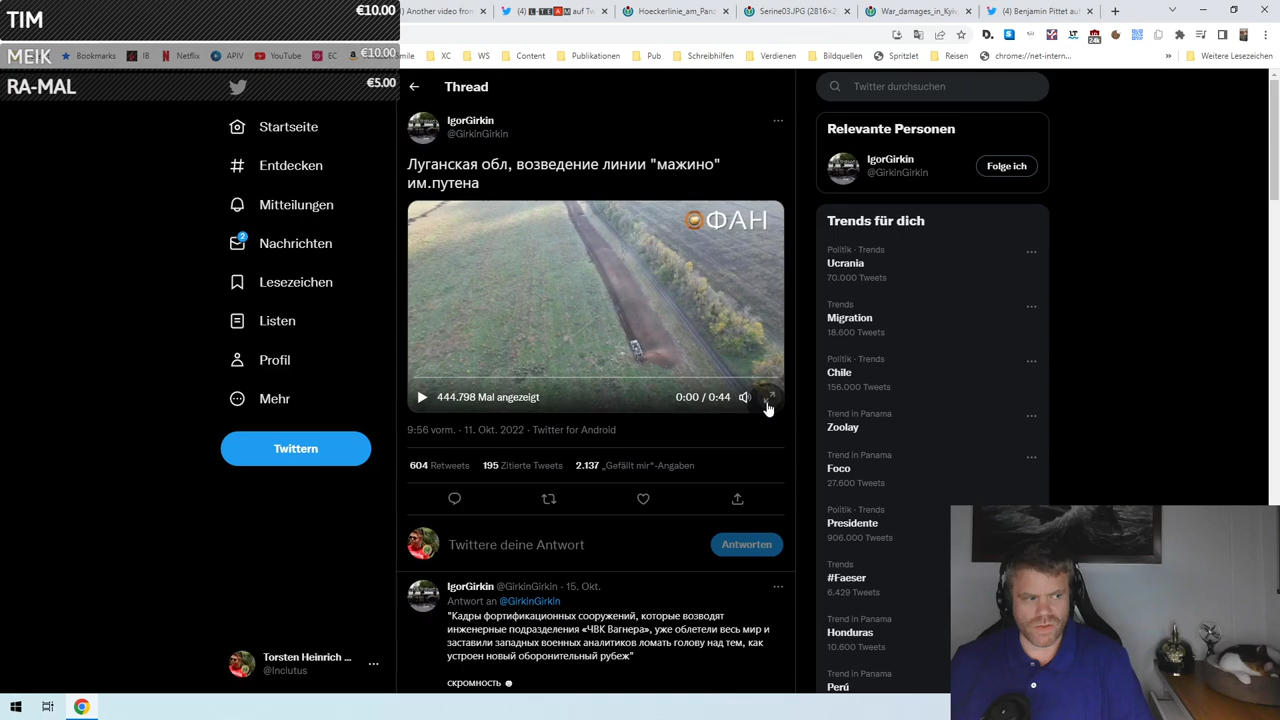 TIM
€10.00
MEIK
€10.00
RA-MAL
€5.00
Another video from
L-T-E-A-M auf Tw
Hoeckerlinie_am_Pan
Serine03.JPG (2816×2
War_damages_in_Kyiv
Benjamin Pittet auf
Bookmarks
IB
Netflix
APIV
YouTube
EC
XC
WS
Content
Publikationen
Pub
Schreibhilfen
Verdienen
Bildquellen
Spritzlet
Reisen
chrome://net-intern...
»
Weitere Lesezeichen
Startseite
Entdecken
Mitteilungen
2
Nachrichten
Lesezeichen
Listen
Profil
Mehr
Twittern
Torsten Heinrich ...
@Inclutus
Thread
IgorGirkin
@GirkinGirkin
Луганская обл, возведение линии "мажино"
им.путена
ФАН
444.798 Mal angezeigt
0:00 / 0:44
9:56 vorm. · 11. Okt. 2022 · Twitter for Android
604 Retweets 195 Zitierte Tweets 2.137 „Gefällt mir“-Angaben
Twittere deine Antwort
Antworten
IgorGirkin @GirkinGirkin · 15. Okt.
Antwort an @GirkinGirkin
"Кадры фортификационных сооружений, которые возводят
инженерные подразделения «ЧВК Вагнера», уже облетели весь мир и
заставили западных военных аналитиков ломать голову над тем, как
устроен новый оборонительный рубеж"
скромность
Twitter durchsuchen
Relevante Personen
IgorGirkin
@GirkinGirkin
Folge ich
Trends für dich
Politik · Trends
Ucrania
70.000 Tweets
Trends
Migration
18.600 Tweets
Politik · Trends
Chile
156.000 Tweets
Trend in Panama
Zoolay
Trend in Panama
Foco
27.600 Tweets
Politik · Trends
Presidente
906.000 Tweets
Trends
#Faeser
6.429 Tweets
Trends
Honduras
10.600 Tweets
Politik · Trends
Perú